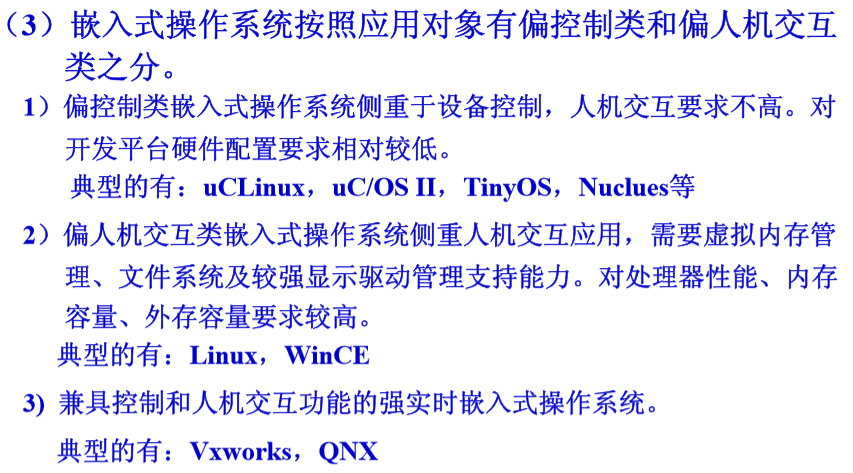 （3）嵌入式操作系统按照应用对象有偏控制类和偏人机交互
类之分。
1）偏控制类嵌入式操作系统侧重于设备控制，人机交互要求不高。对
开发平台硬件配置要求相对较低。
典型的有：uCLinux，uC/OS II，TinyOS，Nuclues等
2）偏人机交互类嵌入式操作系统侧重人机交互应用，需要虚拟内存管
理、文件系统及较强显示驱动管理支持能力。对处理器性能、内存
容量、外存容量要求较高。
典型的有：Linux，WinCE
3) 兼具控制和人机交互功能的强实时嵌入式操作系统。
典型的有：Vxworks，QNX